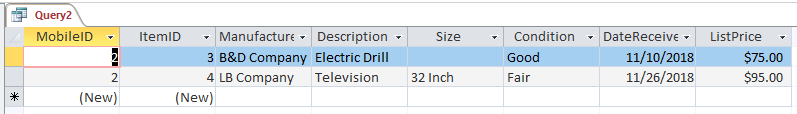 Query2
MobileID ItemID Manufacture Description Size Condition DateReceive ListPrice
2 3 B&D Company Electric Drill Good 11/10/2018 $75.00
2 4 LB Company Television 32 Inch Fair 11/26/2018 $95.00
(New) (New)